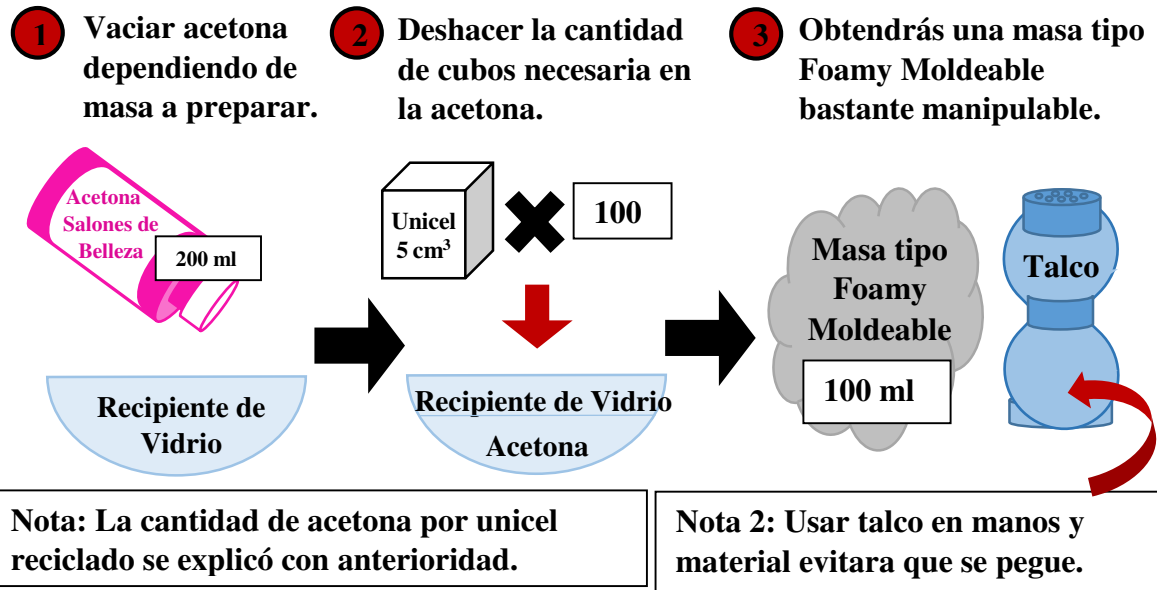 1
Vaciar acetona
dependiendo de
masa a preparar.
2
Deshacer la cantidad
de cubos necesaria en
la acetona.
3
Obtendrás una masa tipo
Foamy Moldeable
bastante manipulable.
Acetona
Salones de
Belleza
200 ml
Recipiente de
Vidrio
Unicel
5 cm³
100
Recipiente de Vidrio
Acetona
Masa tipo
Foamy
Moldeable
100 ml
Talco
Nota: La cantidad de acetona por unicel
reciclado se explicó con anterioridad.
Nota 2: Usar talco en manos y
material evitara que se pegue.